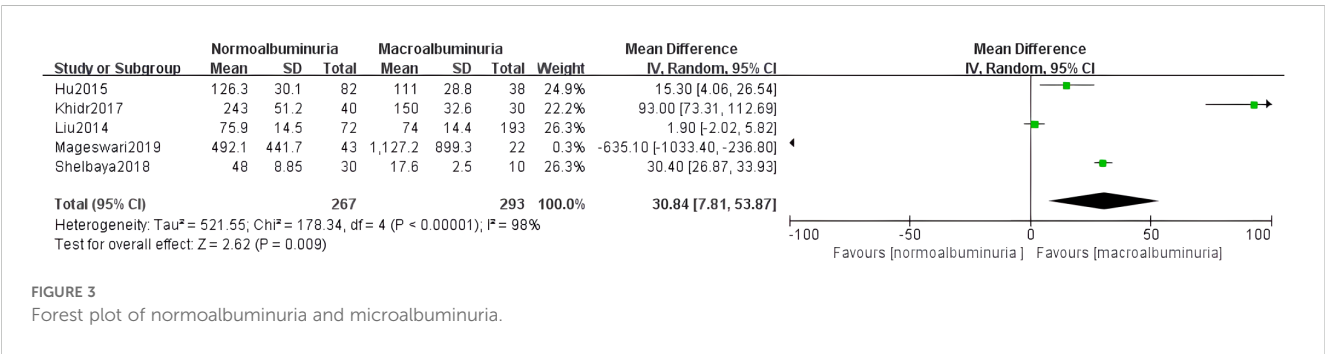 Normoalbuminuria Macroalbuminuria Mean Difference Mean Difference
Study or Subgroup Mean SD Total Mean SD Total Weight IV, Random, 95% CI IV, Random, 95% CI
Hu2015 126.3 30.1 82 111 28.8 38 24.9% 15.30 [4.06, 26.54]
Khidr2017 243 51.2 40 150 32.6 30 22.2% 93.00 [73.31, 112.69]
Liu2014 75.9 14.5 72 74 14.4 193 26.3% 1.90 [-2.02, 5.82]
Mageswari2019 492.1 441.7 43 1,127.2 899.3 22 0.3% -635.10 [-1033.40, -236.80]
Shelbaya2018 48 8.85 30 17.6 2.5 10 26.3% 30.40 [26.87, 33.93]
Total (95% CI) 267 293 100.0% 30.84 [7.81, 53.87]
Heterogeneity: Tau² = 521.55; Chi² = 178.34, df = 4 (P < 0.00001); I² = 98%
Test for overall effect: Z = 2.62 (P = 0.009)
-100 -50 0 50 100
Favours [normoalbuminuria ] Favours [macroalbuminuria]
FIGURE 3
Forest plot of normoalbuminuria and microalbuminuria.